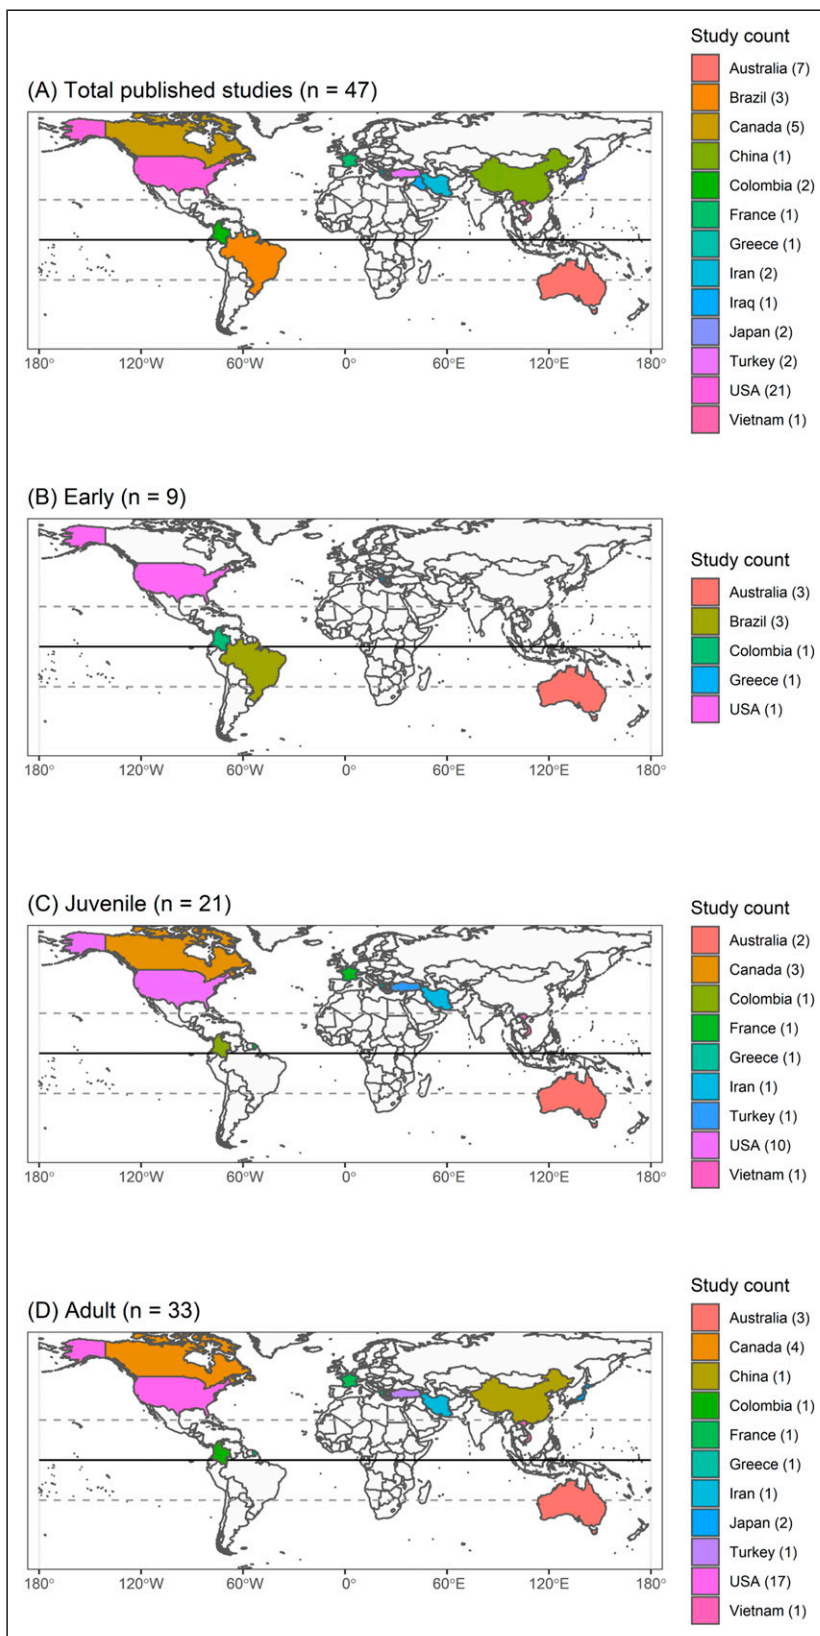 Study count
(A) Total published studies (n = 47)
Australia (7)
Brazil (3)
Canada (5)
China (1)
Colombia (2)
France (1)
Greece (1)
Iran (2)
Iraq (1)
Japan (2)
Turkey (2)
USA (21)
Vietnam (1)
180° 120°W 60°W 0° 60°E 120°E 180°
(B) Early (n = 9)
Study count
Australia (3)
Brazil (3)
Colombia (1)
Greece (1)
USA (1)
180° 120°W 60°W 0° 60°E 120°E 180°
(C) Juvenile (n = 21)
Study count
Australia (2)
Canada (3)
Colombia (1)
France (1)
Greece (1)
Iran (1)
Turkey (1)
USA (10)
Vietnam (1)
180° 120°W 60°W 0° 60°E 120°E 180°
Study count
(D) Adult (n = 33)
Australia (3)
Canada (4)
China (1)
Colombia (1)
France (1)
Greece (1)
Iran (1)
Japan (2)
Turkey (1)
USA (17)
Vietnam (1)
180° 120°W 60°W 0° 60°E 120°E 180°